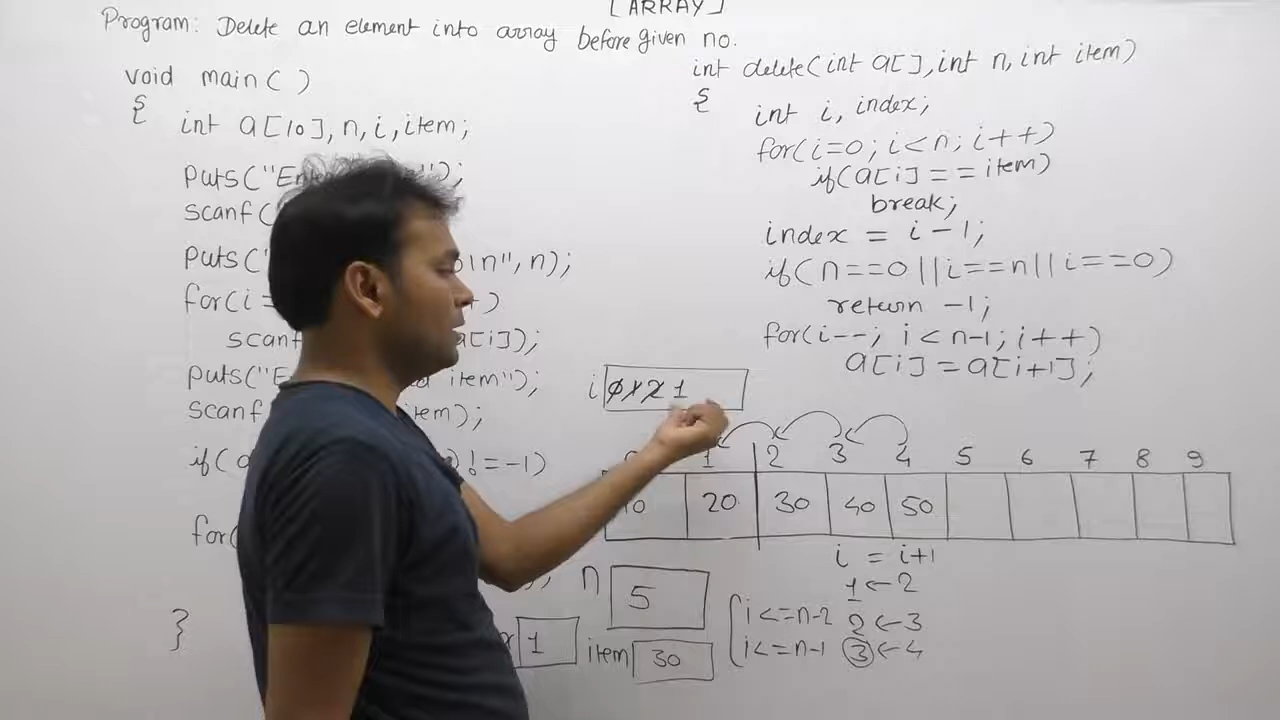 [ARRAY]
Program: Delete an element into array before given no.
void main( )
{
int a[10], n, i, item;
puts("En ");
scanf(
puts(" \n", n);
for(i =
scanf a[i]);
puts("E item");
scanf( tem);
if( ) != -1)
for(
}
int delete(int a[], int n, int item)
{
int i, index;
for(i=0; i<n; i++)
if(a[i] == item)
break;
index = i-1;
if(n==0 || i==n || i==0)
return -1;
for(i--; i<n-1; i++)
a[i] = a[i+1];
i 0 1 2 1
1 2 3 4 5 6 7 8 9
10 20 30 40 50
i = i+1
1 ← 2
n 5
i<=n-2 2 ← 3
i<=n-1 3 ← 4
1 item 30